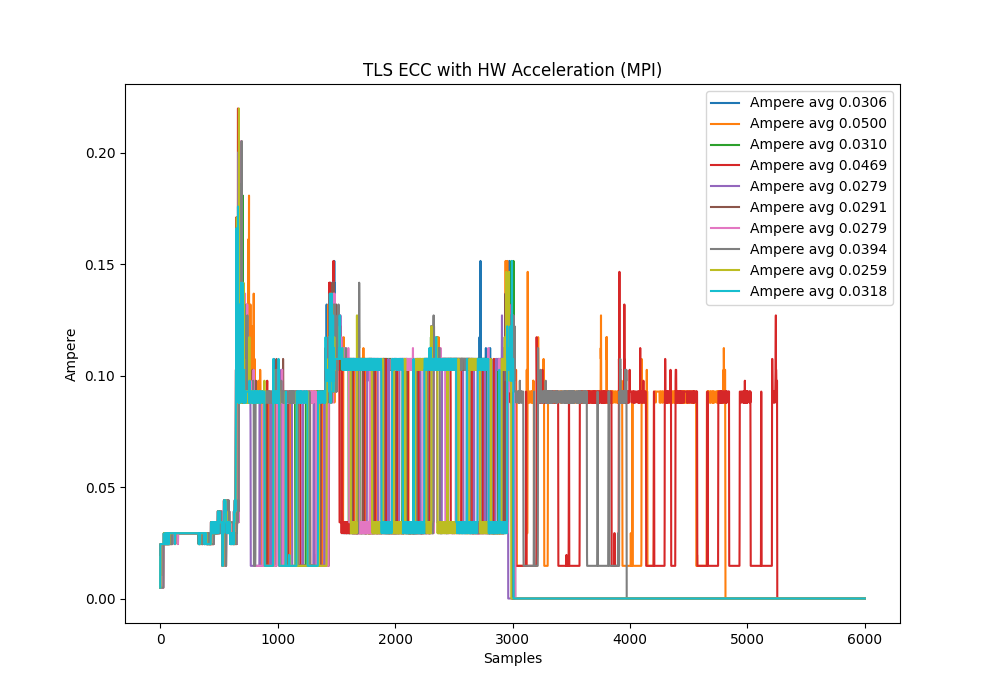 TLS ECC with HW Acceleration (MPI)
Ampere avg 0.0306
Ampere avg 0.0500
Ampere avg 0.0310
Ampere avg 0.0469
Ampere avg 0.0279
Ampere avg 0.0291
Ampere avg 0.0279
Ampere avg 0.0394
Ampere avg 0.0259
Ampere avg 0.0318
0.20
0.15
0.10
0.05
0.00
Ampere
0 1000 2000 3000 4000 5000 6000
Samples